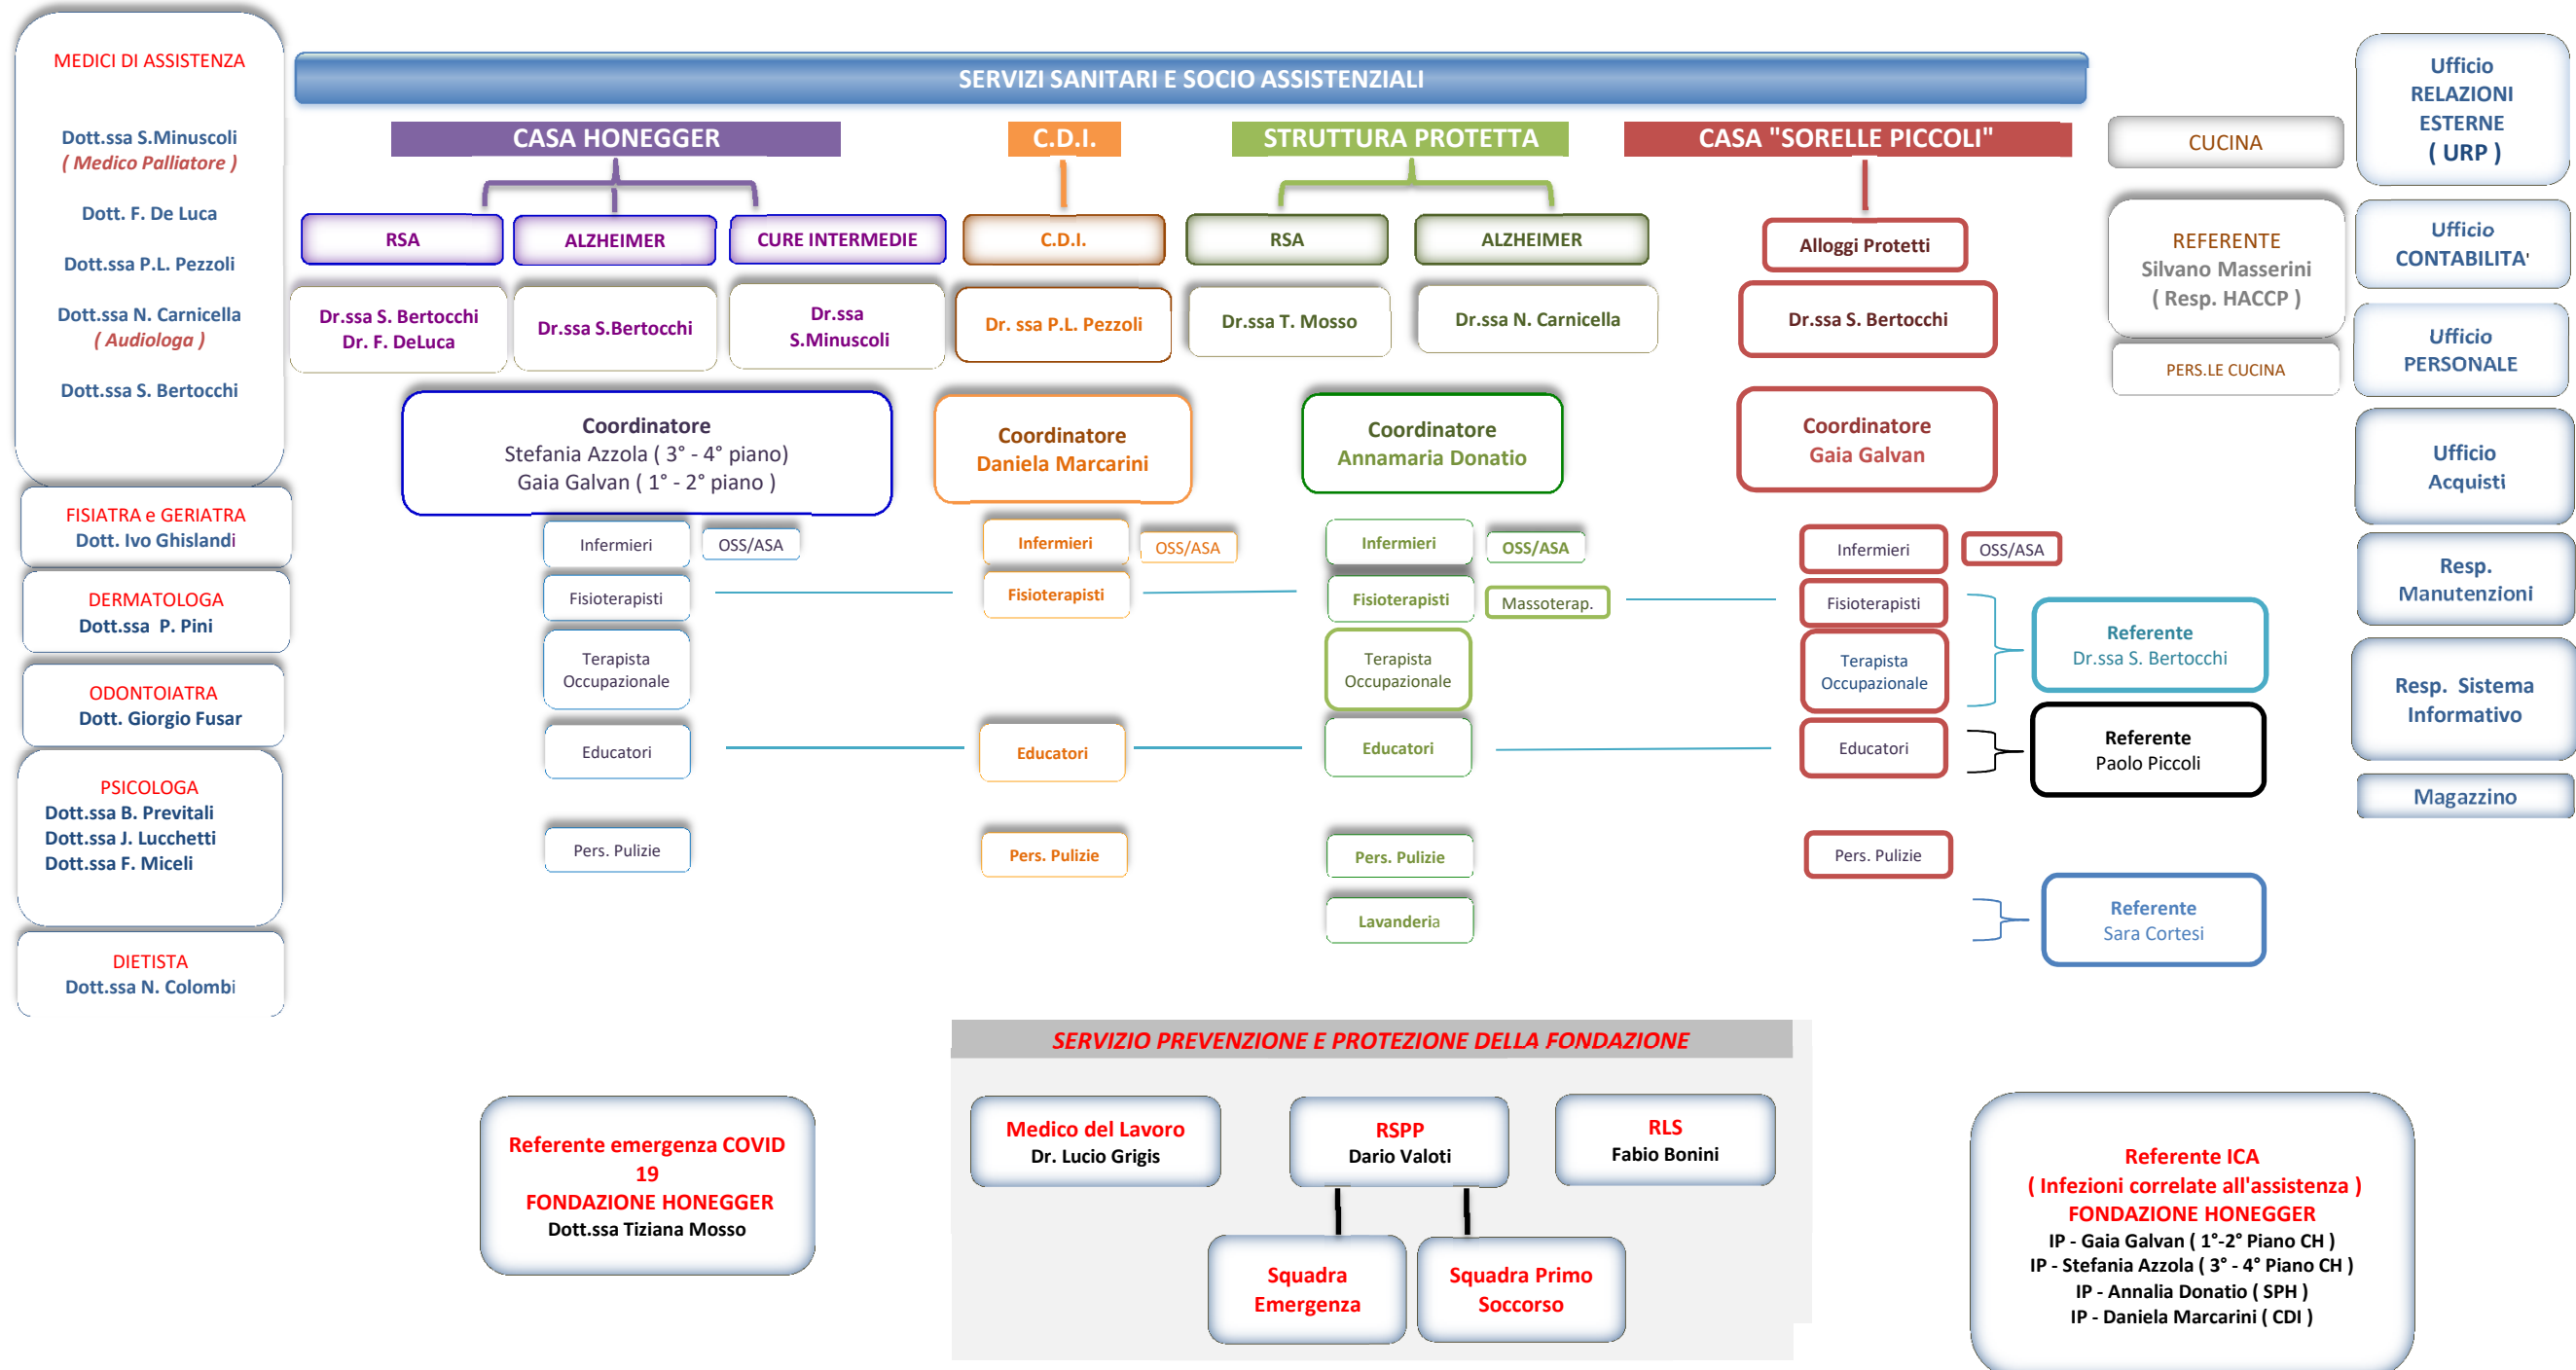 MEDICI DI ASSISTENZA
Dott.ssa S.Minuscoli
( Medico Palliatore )
Dott. F. De Luca
Dott.ssa P.L. Pezzoli
Dott.ssa N. Carnicella
( Audiologa )
Dott.ssa S. Bertocchi
FISIATRA e GERIATRA
Dott. Ivo Ghislandi
DERMATOLOGA
Dott.ssa P. Pini
ODONTOIATRA
Dott. Giorgio Fusar
PSICOLOGA
Dott.ssa B. Previtali
Dott.ssa J. Lucchetti
Dott.ssa F. Miceli
DIETISTA
Dott.ssa N. Colombi
SERVIZI SANITARI E SOCIO ASSISTENZIALI
CASA HONEGGER
RSA
ALZHEIMER
CURE INTERMEDIE
Dr.ssa S. Bertocchi
Dr. F. DeLuca
Dr.ssa S.Bertocchi
Dr.ssa
S.Minuscoli
Coordinatore
Stefania Azzola ( 3° - 4° piano)
Gaia Galvan ( 1° - 2° piano )
Infermieri
OSS/ASA
Fisioterapisti
Terapista
Occupazionale
Educatori
Pers. Pulizie
C.D.I.
C.D.I.
Dr. ssa P.L. Pezzoli
Coordinatore
Daniela Marcarini
Infermieri
OSS/ASA
Fisioterapisti
Educatori
Pers. Pulizie
STRUTTURA PROTETTA
RSA
ALZHEIMER
Dr.ssa T. Mosso
Dr.ssa N. Carnicella
Coordinatore
Annamaria Donatio
Infermieri
OSS/ASA
Fisioterapisti
Massoterap.
Terapista
Occupazionale
Educatori
Pers. Pulizie
Lavanderia
CASA "SORELLE PICCOLI"
Alloggi Protetti
Dr.ssa S. Bertocchi
Coordinatore
Gaia Galvan
Infermieri
OSS/ASA
Fisioterapisti
Terapista
Occupazionale
Educatori
Pers. Pulizie
Referente
Dr.ssa S. Bertocchi
Referente
Paolo Piccoli
Referente
Sara Cortesi
CUCINA
REFERENTE
Silvano Masserini
( Resp. HACCP )
PERS.LE CUCINA
Ufficio
RELAZIONI
ESTERNE
( URP )
Ufficio
CONTABILITA'
Ufficio
PERSONALE
Ufficio
Acquisti
Resp.
Manutenzioni
Resp. Sistema
Informativo
Magazzino
Referente emergenza COVID
19
FONDAZIONE HONEGGER
Dott.ssa Tiziana Mosso
SERVIZIO PREVENZIONE E PROTEZIONE DELLA FONDAZIONE
Medico del Lavoro
Dr. Lucio Grigis
RSPP
Dario Valoti
RLS
Fabio Bonini
Squadra
Emergenza
Squadra Primo
Soccorso
Referente ICA
( Infezioni correlate all'assistenza )
FONDAZIONE HONEGGER
IP - Gaia Galvan ( 1°-2° Piano CH )
IP - Stefania Azzola ( 3° - 4° Piano CH )
IP - Annalia Donatio ( SPH )
IP - Daniela Marcarini ( CDI )